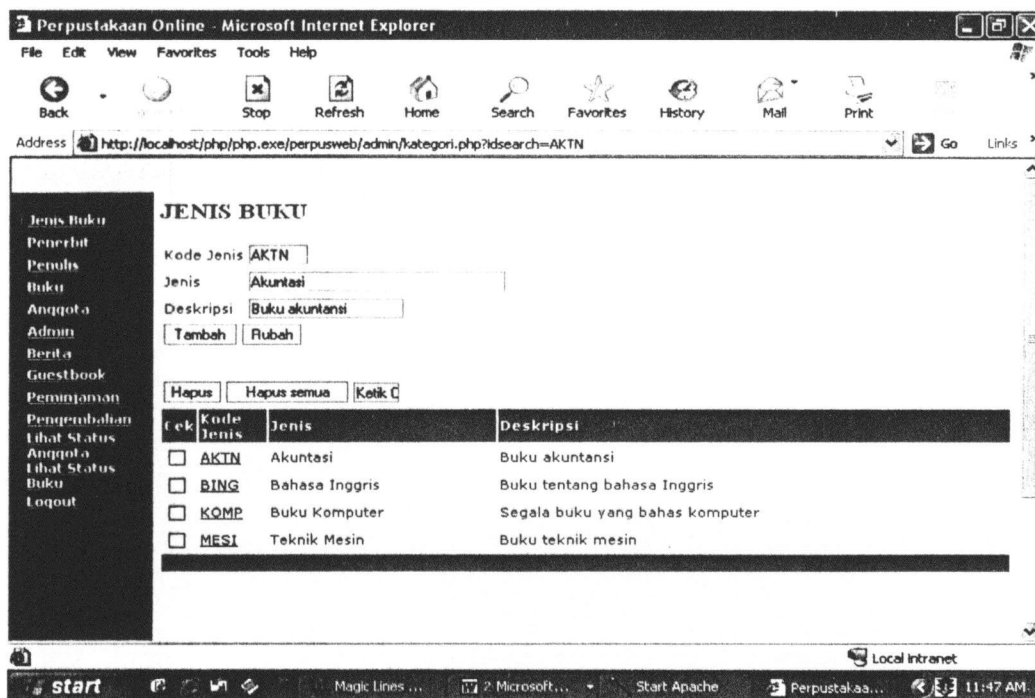 Perpustakaan Online - Microsoft Internet Explorer
File Edit View Favorites Tools Help
Back Stop Refresh Home Search Favorites History Mail Print
Address http://localhost/php/php.exe/perpusweb/admin/kategori.php?idsearch=AKTN Go Links
Jenis Buku
Penerbit
Penulis
Buku
Anggota
Admin
Berita
Guestbook
Peminjaman
Pengembalian
Lihat Status
Anggota
Lihat Status
Buku
Logout
JENIS BUKU
Kode Jenis AKTN
Jenis Akuntasi
Deskripsi Buku akuntansi
Tambah Rubah
Hapus Hapus semua Ketik C
Cek Kode Jenis Jenis Deskripsi
AKTN Akuntasi Buku akuntansi
BING Bahasa Inggris Buku tentang bahasa Inggris
KOMP Buku Komputer Segala buku yang bahas komputer
MESI Teknik Mesin Buku teknik mesin
Local intranet
start Magic Lines ... 2 Microsoft... Start Apache Perpustakaa... 11:47 AM